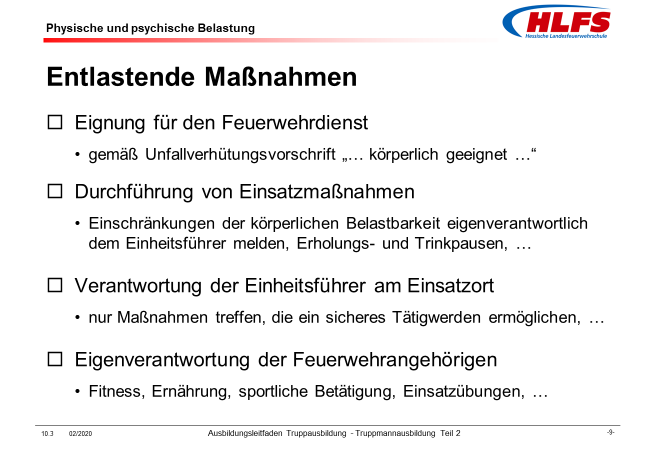 Physische und psychische Belastung
HLFS
Hessische Landesfeuerwehrschule
Entlastende Maßnahmen
Eignung für den Feuerwehrdienst
• gemäß Unfallverhütungsvorschrift „… körperlich geeignet …“
Durchführung von Einsatzmaßnahmen
• Einschränkungen der körperlichen Belastbarkeit eigenverantwortlich
dem Einheitsführer melden, Erholungs- und Trinkpausen, …
Verantwortung der Einheitsführer am Einsatzort
• nur Maßnahmen treffen, die ein sicheres Tätigwerden ermöglichen, …
Eigenverantwortung der Feuerwehrangehörigen
• Fitness, Ernährung, sportliche Betätigung, Einsatzübungen, …
10.3 02/2020 Ausbildungsleitfaden Truppausbildung - Truppmannausbildung Teil 2 -9-